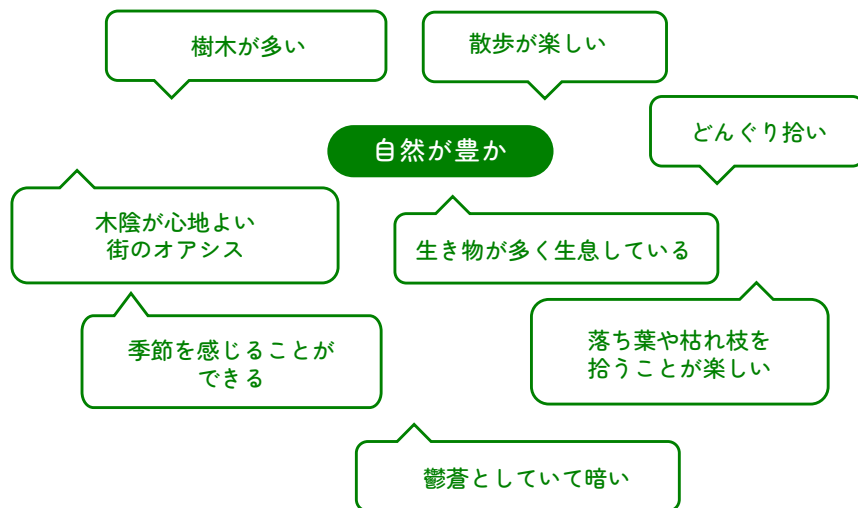 樹木が多い
散歩が楽しい
どんぐり拾い
自然が豊か
木陰が心地よい
街のオアシス
生き物が多く生息している
季節を感じることが
できる
落ち葉や枯れ枝を
拾うことが楽しい
鬱蒼としていて暗い